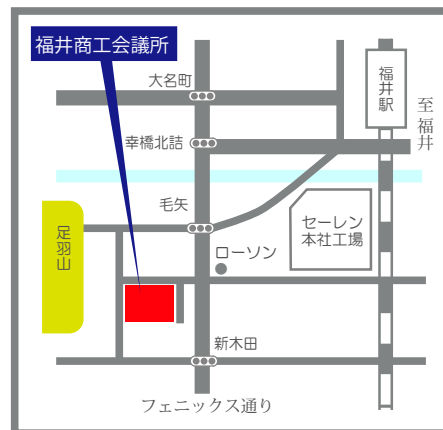 福井商工会議所
大名町
福井駅
至福井
幸橋北詰
毛矢
足羽山
セーレン
本社工場
ローソン
新木田
フェニックス通り